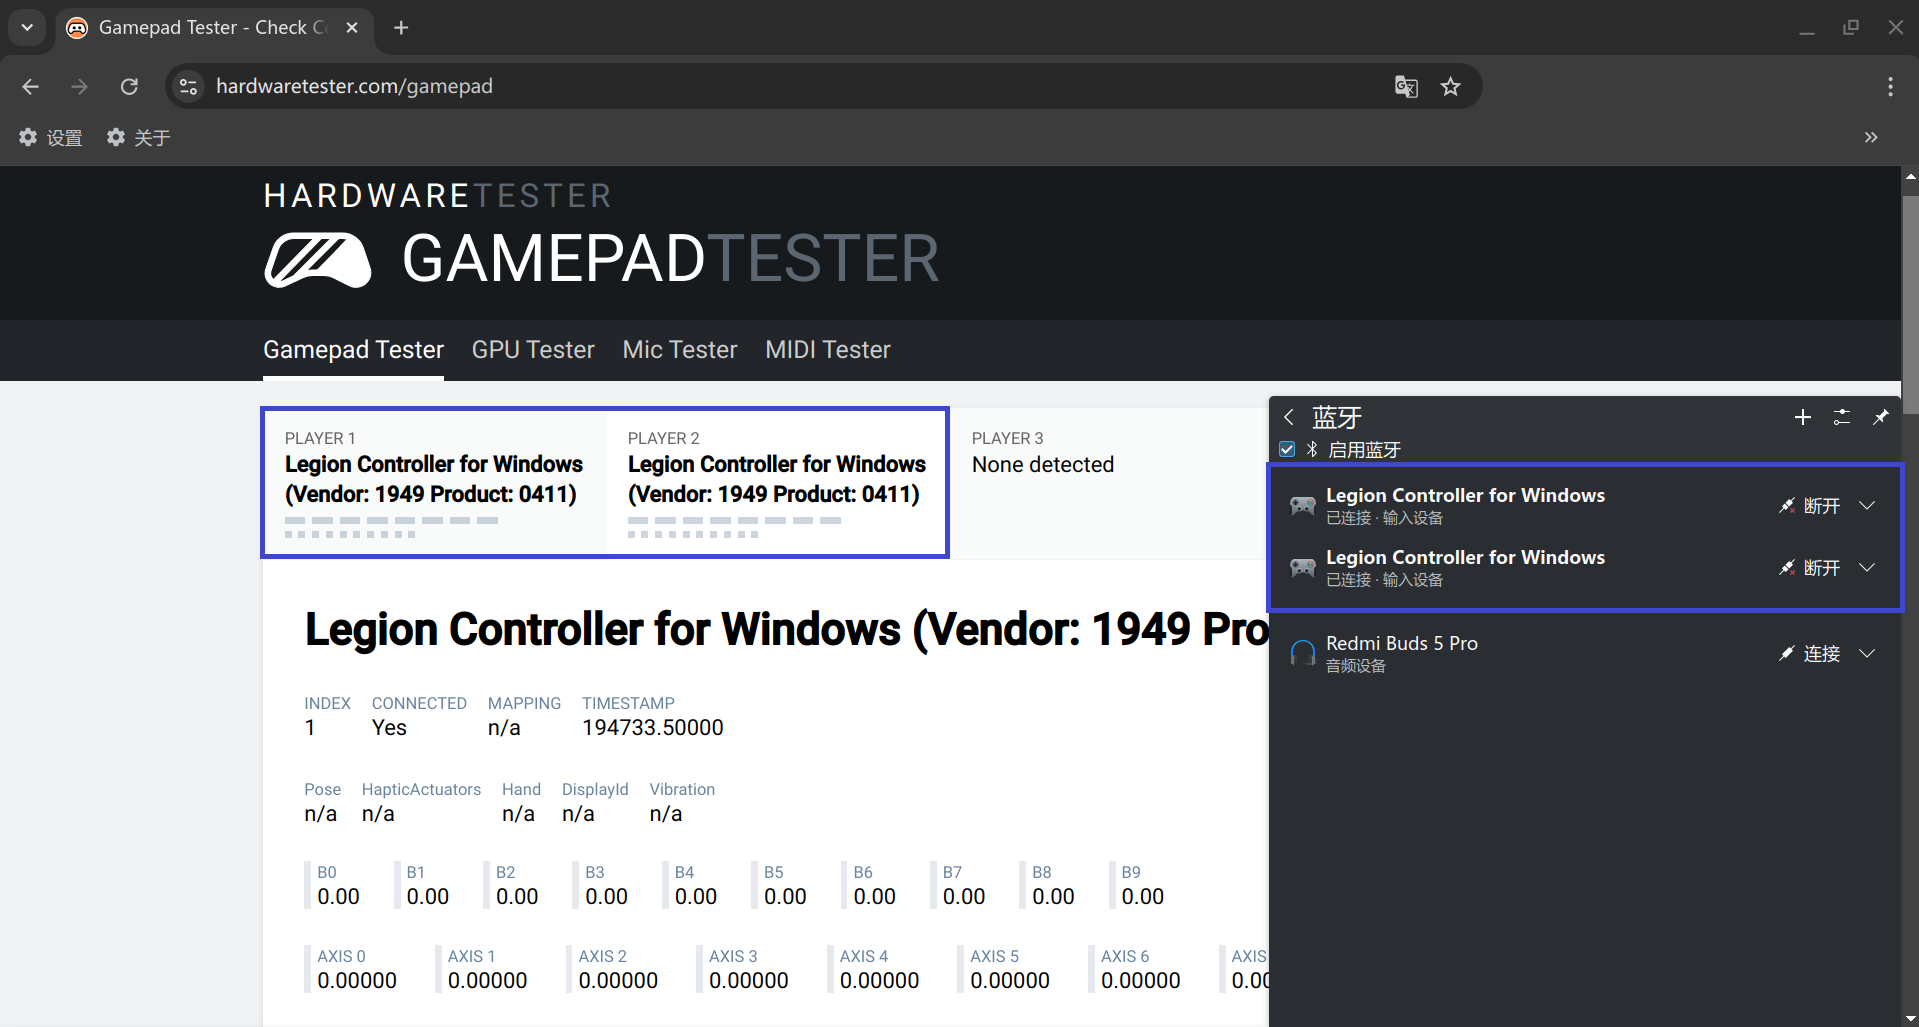 Gamepad Tester - Check Co
hardwaretester.com/gamepad
设置 关于
HARDWARETESTER
GAMEPADTESTER
Gamepad Tester GPU Tester Mic Tester MIDI Tester
PLAYER 1
Legion Controller for Windows
(Vendor: 1949 Product: 0411)
PLAYER 2
Legion Controller for Windows
(Vendor: 1949 Product: 0411)
PLAYER 3
None detected
Legion Controller for Windows (Vendor: 1949 Pro
INDEX CONNECTED MAPPING TIMESTAMP
1 Yes n/a 194733.50000
Pose HapticActuators Hand DisplayId Vibration
n/a n/a n/a n/a n/a
B0 B1 B2 B3 B4 B5 B6 B7 B8 B9
0.00 0.00 0.00 0.00 0.00 0.00 0.00 0.00 0.00 0.00
AXIS 0 AXIS 1 AXIS 2 AXIS 3 AXIS 4 AXIS 5 AXIS 6 AXIS
0.00000 0.00000 0.00000 0.00000 0.00000 0.00000 0.00000 0.00
蓝牙
启用蓝牙
Legion Controller for Windows
已连接 · 输入设备
断开
Legion Controller for Windows
已连接 · 输入设备
断开
Redmi Buds 5 Pro
音频设备
连接